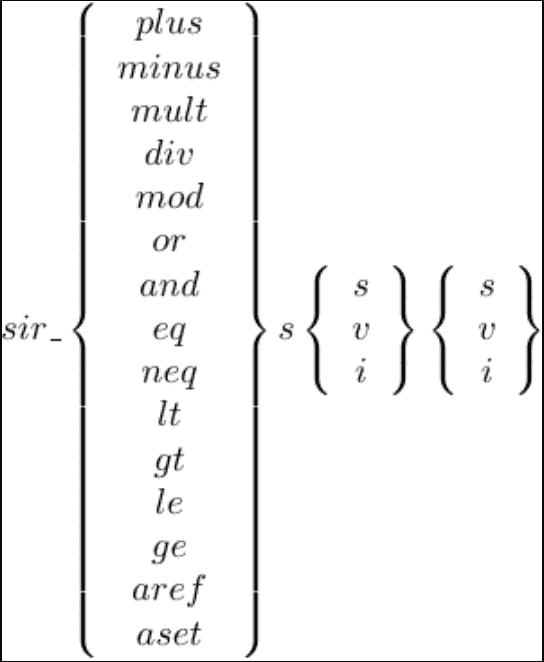 plus
minus
mult
div
mod
or
and s s
sir_ eq s v v
neq i i
lt
gt
le
ge
aref
aset